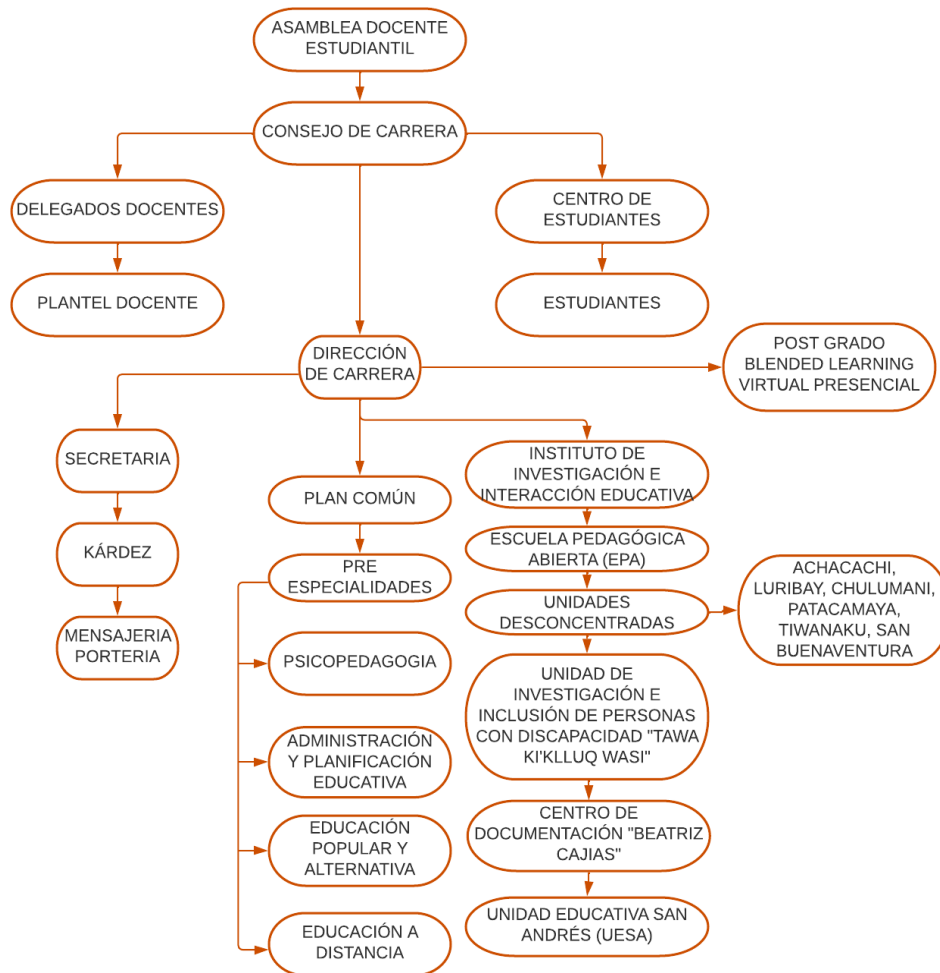 ASAMBLEA DOCENTE
ESTUDIANTIL
CONSEJO DE CARRERA
DELEGADOS DOCENTES
CENTRO DE
ESTUDIANTES
PLANTEL DOCENTE
ESTUDIANTES
DIRECCIÓN
DE CARRERA
POST GRADO
BLENDED LEARNING
VIRTUAL PRESENCIAL
SECRETARIA
KÁRDEZ
MENSAJERIA
PORTERIA
PLAN COMÚN
PRE
ESPECIALIDADES
PSICOPEDAGOGIA
ADMINISTRACIÓN
Y PLANIFICACIÓN
EDUCATIVA
EDUCACIÓN
POPULAR Y
ALTERNATIVA
EDUCACIÓN A
DISTANCIA
INSTITUTO DE
INVESTIGACIÓN E
INTERACCIÓN EDUCATIVA
ESCUELA PEDAGÓGICA
ABIERTA (EPA)
UNIDADES
DESCONCENTRADAS
ACHACACHI,
LURIBAY, CHULUMANI,
PATACAMAYA,
TIWANAKU, SAN
BUENAVENTURA
UNIDAD DE
INVESTIGACIÓN E
INCLUSIÓN DE PERSONAS
CON DISCAPACIDAD "TAWA
KI'KLLUQ WASI"
CENTRO DE
DOCUMENTACIÓN "BEATRIZ
CAJIAS"
UNIDAD EDUCATIVA SAN
ANDRÉS (UESA)